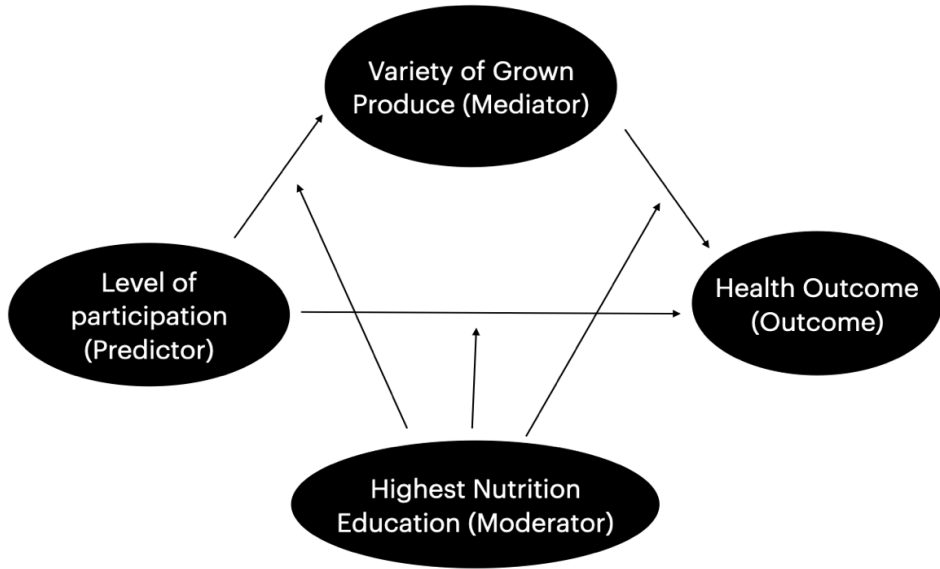 Variety of Grown
Produce (Mediator)
Level of
participation
(Predictor)
Health Outcome
(Outcome)
Highest Nutrition
Education (Moderator)